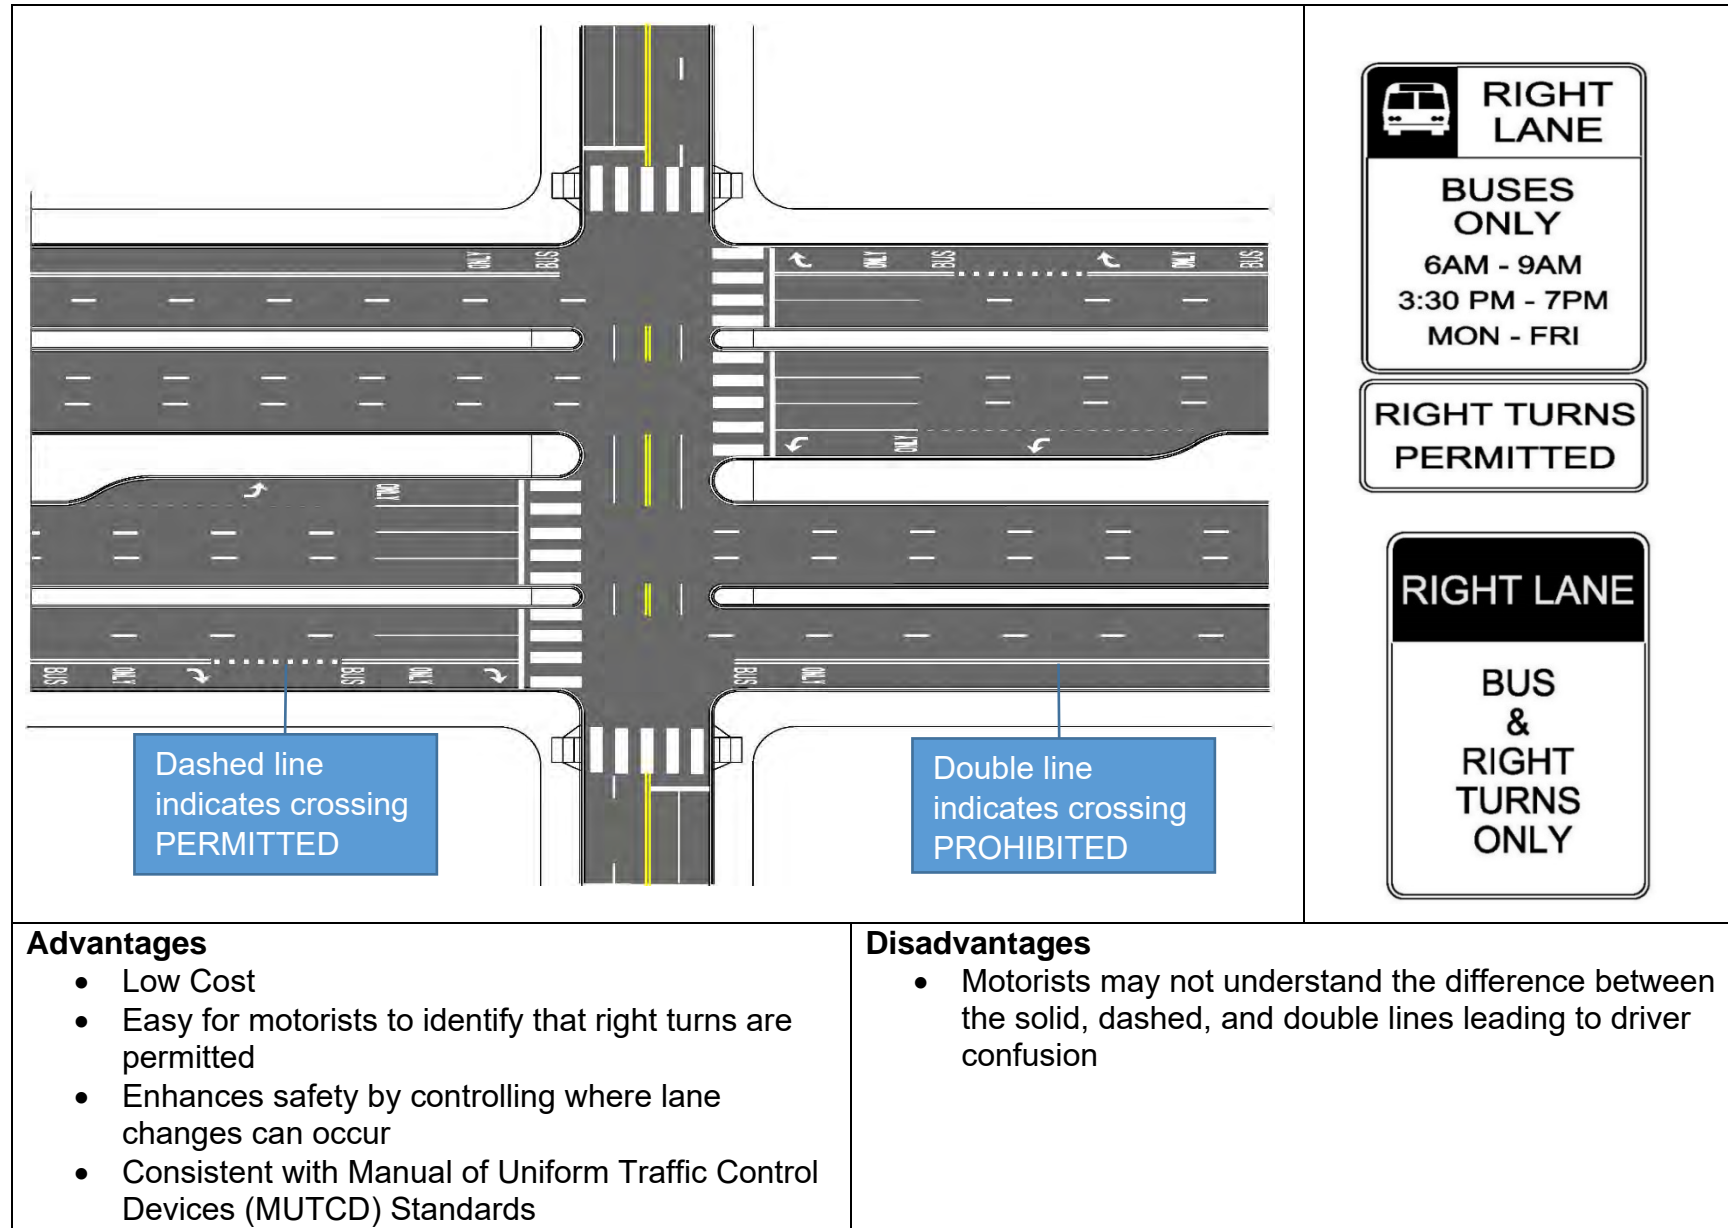 ONLY
BUS
ONLY
BUS
ONLY
BUS
ONLY
ONLY
BUS
ONLY
BUS
ONLY
BUS
ONLY
Dashed line
indicates crossing
PERMITTED
Double line
indicates crossing
PROHIBITED
RIGHT
LANE
BUSES
ONLY
6AM - 9AM
3:30 PM - 7PM
MON - FRI
RIGHT TURNS
PERMITTED
RIGHT LANE
BUS
&
RIGHT
TURNS
ONLY
Advantages
• Low Cost
• Easy for motorists to identify that right turns are
permitted
• Enhances safety by controlling where lane
changes can occur
• Consistent with Manual of Uniform Traffic Control
Devices (MUTCD) Standards
Disadvantages
• Motorists may not understand the difference between
the solid, dashed, and double lines leading to driver
confusion